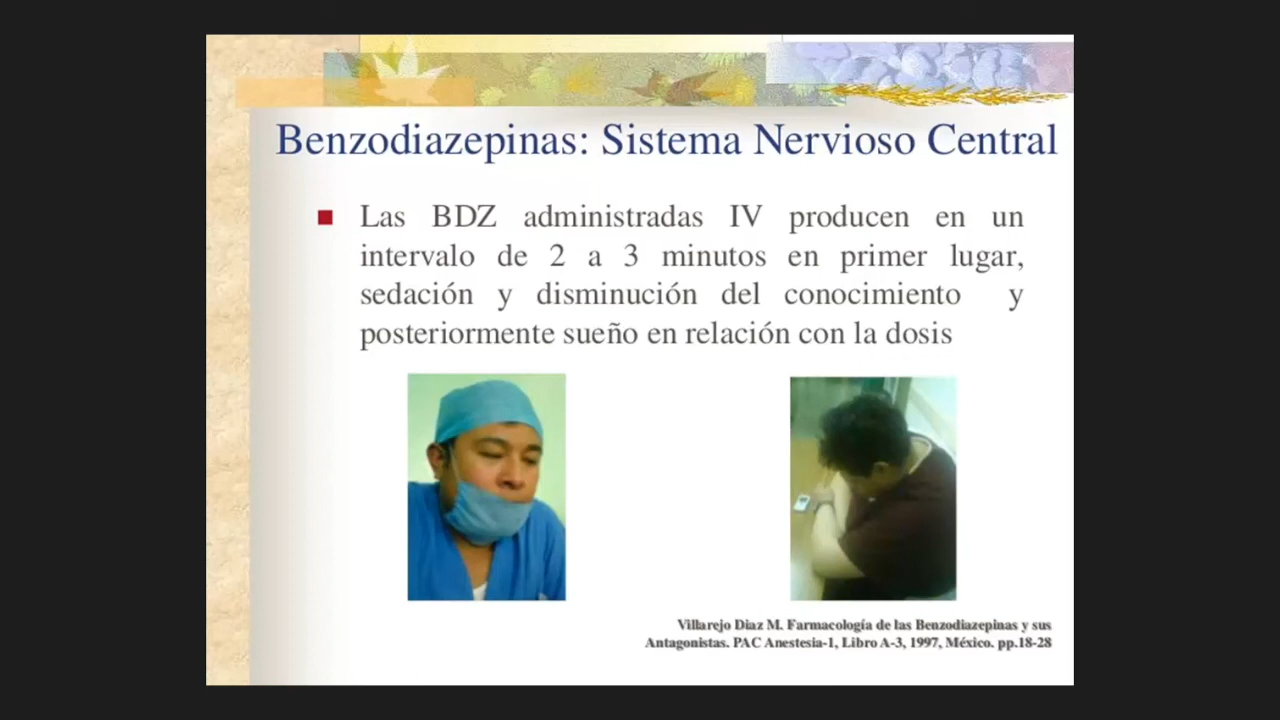 Benzodiazepinas: Sistema Nervioso Central
Las BDZ administradas IV producen en un
intervalo de 2 a 3 minutos en primer lugar,
sedación y disminución del conocimiento y
posteriormente sueño en relación con la dosis
Villarejo Diaz M. Farmacología de las Benzodiazepinas y sus
Antagonistas. PAC Anestesia-1, Libro A-3, 1997, México. pp.18-28